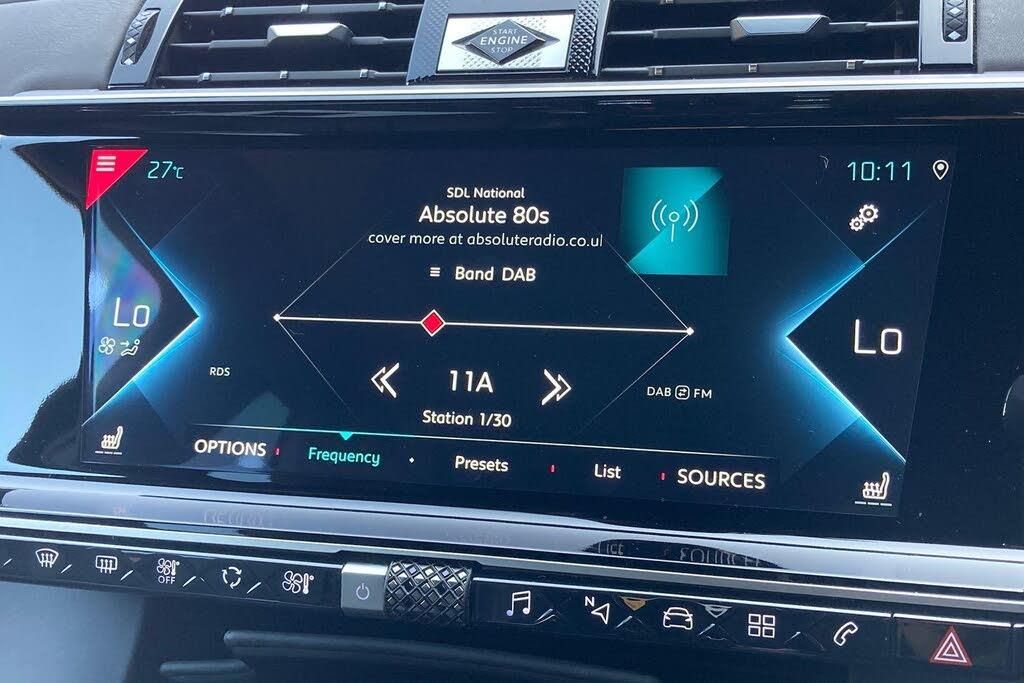 START
ENGINE
STOP
27°C
10:11
SDL National
Absolute 80s
cover more at absoluteradio.co.ul
Band DAB
Lo
Lo
RDS
11A
DAB FM
Station 1/30
OPTIONS Frequency Presets List SOURCES
OFF
N